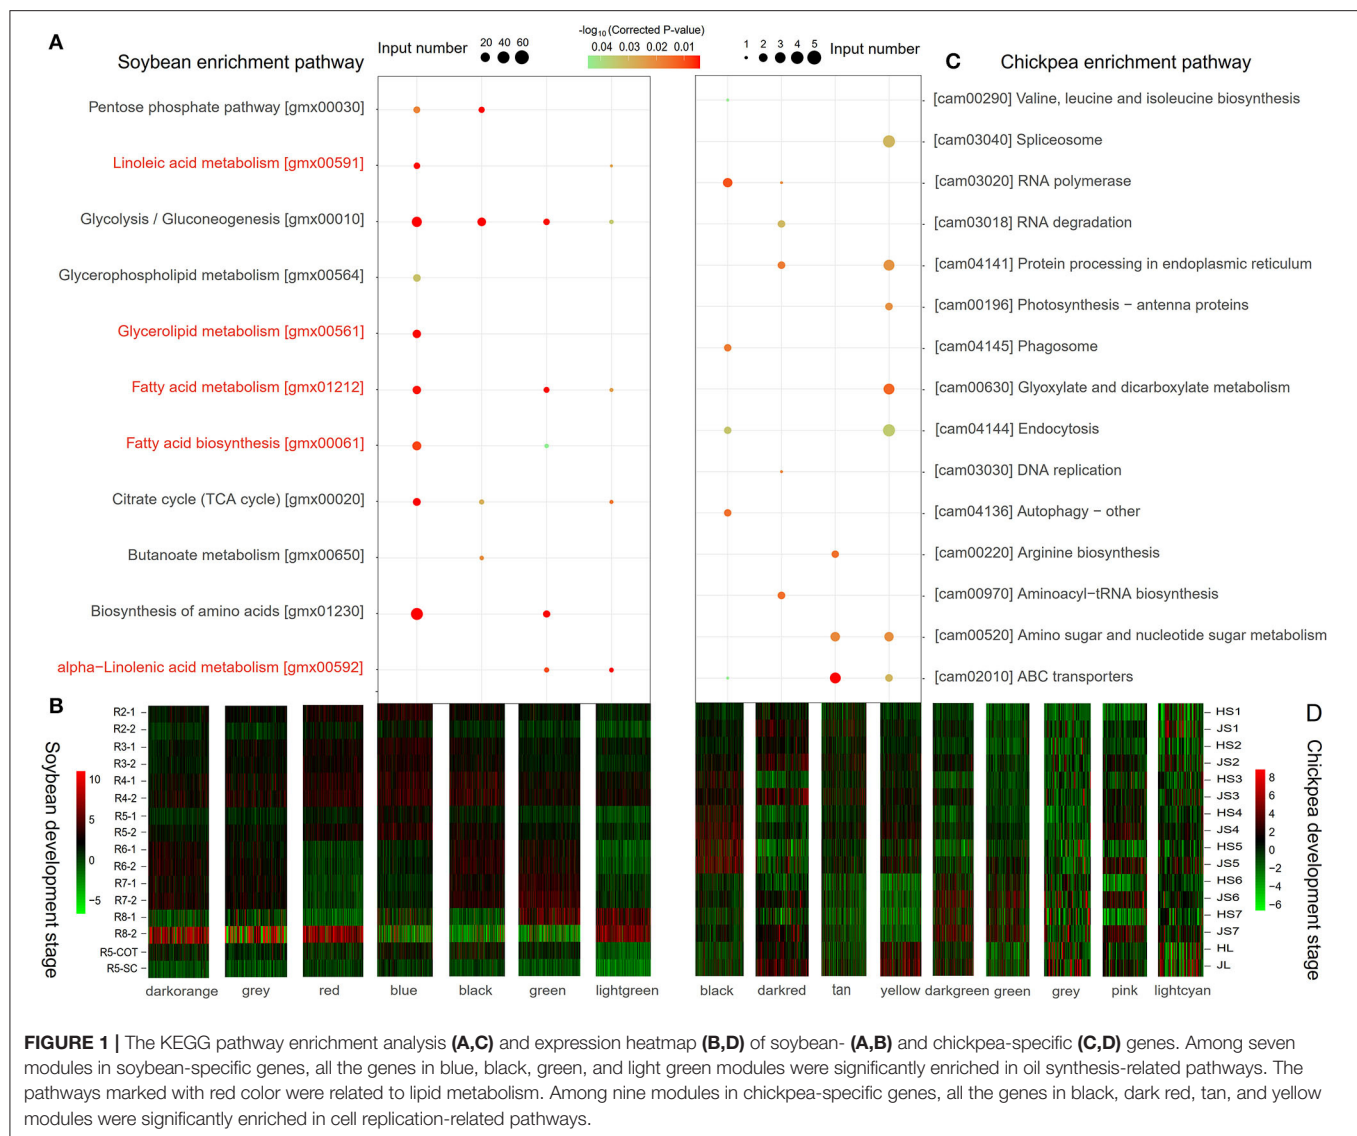 A
Soybean enrichment pathway
Input number
20 40 60
-log10 (Corrected P-value)
0.04 0.03 0.02 0.01
1 2 3 4 5
Input number
C
Chickpea enrichment pathway
Pentose phosphate pathway [gmx00030]
Linoleic acid metabolism [gmx00591]
Glycolysis / Gluconeogenesis [gmx00010]
Glycerophospholipid metabolism [gmx00564]
Glycerolipid metabolism [gmx00561]
Fatty acid metabolism [gmx01212]
Fatty acid biosynthesis [gmx00061]
Citrate cycle (TCA cycle) [gmx00020]
Butanoate metabolism [gmx00650]
Biosynthesis of amino acids [gmx01230]
alpha−Linolenic acid metabolism [gmx00592]
[cam00290] Valine, leucine and isoleucine biosynthesis
[cam03040] Spliceosome
[cam03020] RNA polymerase
[cam03018] RNA degradation
[cam04141] Protein processing in endoplasmic reticulum
[cam00196] Photosynthesis − antenna proteins
[cam04145] Phagosome
[cam00630] Glyoxylate and dicarboxylate metabolism
[cam04144] Endocytosis
[cam03030] DNA replication
[cam04136] Autophagy − other
[cam00220] Arginine biosynthesis
[cam00970] Aminoacyl−tRNA biosynthesis
[cam00520] Amino sugar and nucleotide sugar metabolism
[cam02010] ABC transporters
B
Soybean development stage
10
5
0
−5
R2-1
R2-2
R3-1
R3-2
R4-1
R4-2
R5-1
R5-2
R6-1
R6-2
R7-1
R7-2
R8-1
R8-2
R5-COT
R5-SC
darkorange grey red blue black green lightgreen
black darkred tan yellow darkgreen green grey pink lightcyan
HS1
JS1
HS2
JS2
HS3
JS3
HS4
JS4
HS5
JS5
HS6
JS6
HS7
JS7
HL
JL
D
8
6
4
2
0
−2
−4
−6
Chickpea development stage
FIGURE 1 | The KEGG pathway enrichment analysis (A,C) and expression heatmap (B,D) of soybean- (A,B) and chickpea-specific (C,D) genes. Among seven
modules in soybean-specific genes, all the genes in blue, black, green, and light green modules were significantly enriched in oil synthesis-related pathways. The
pathways marked with red color were related to lipid metabolism. Among nine modules in chickpea-specific genes, all the genes in black, dark red, tan, and yellow
modules were significantly enriched in cell replication-related pathways.